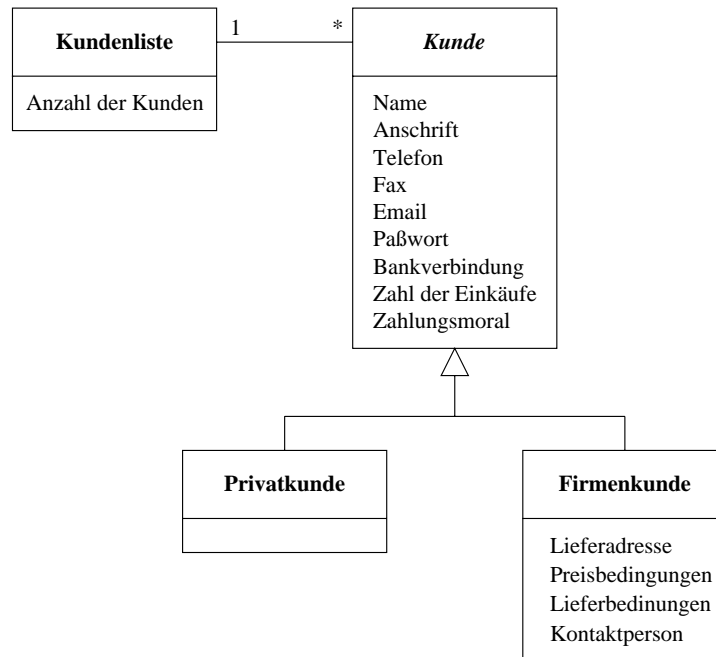 Kundenliste
1
*
Kunde
Anzahl der Kunden
Name
Anschrift
Telefon
Fax
Email
Paßwort
Bankverbindung
Zahl der Einkäufe
Zahlungsmoral
Privatkunde
Firmenkunde
Lieferadresse
Preisbedingungen
Lieferbedinungen
Kontaktperson